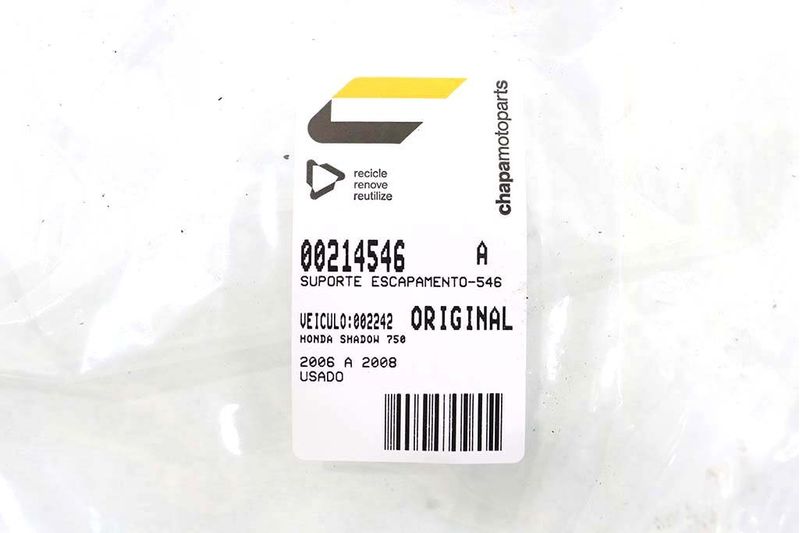 chapamotoparts
recicle
renove
reutilize
00214546 A
SUPORTE ESCAPAMENTO-546
VEICULO:002242 ORIGINAL
HONDA SHADOW 750
2006 A 2008
USADO